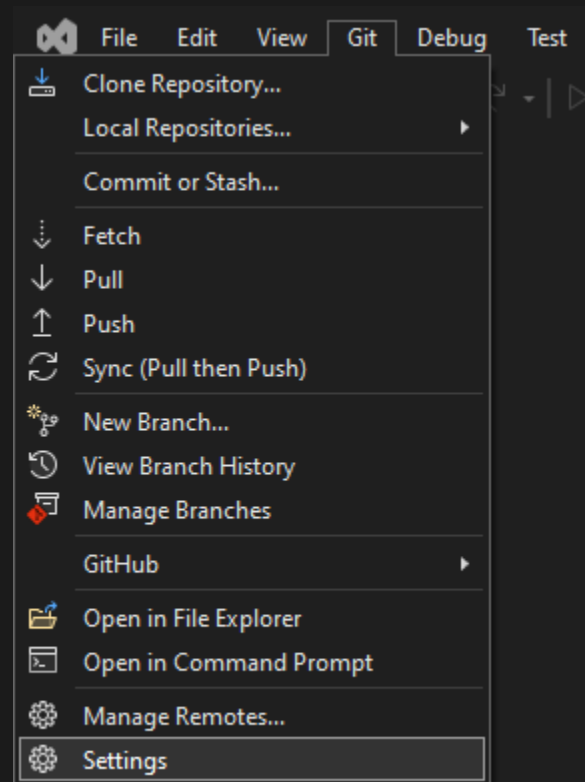 File Edit View Git Debug Test
Clone Repository...
Local Repositories...
Commit or Stash...
Fetch
Pull
Push
Sync (Pull then Push)
New Branch...
View Branch History
Manage Branches
GitHub
Open in File Explorer
Open in Command Prompt
Manage Remotes...
Settings